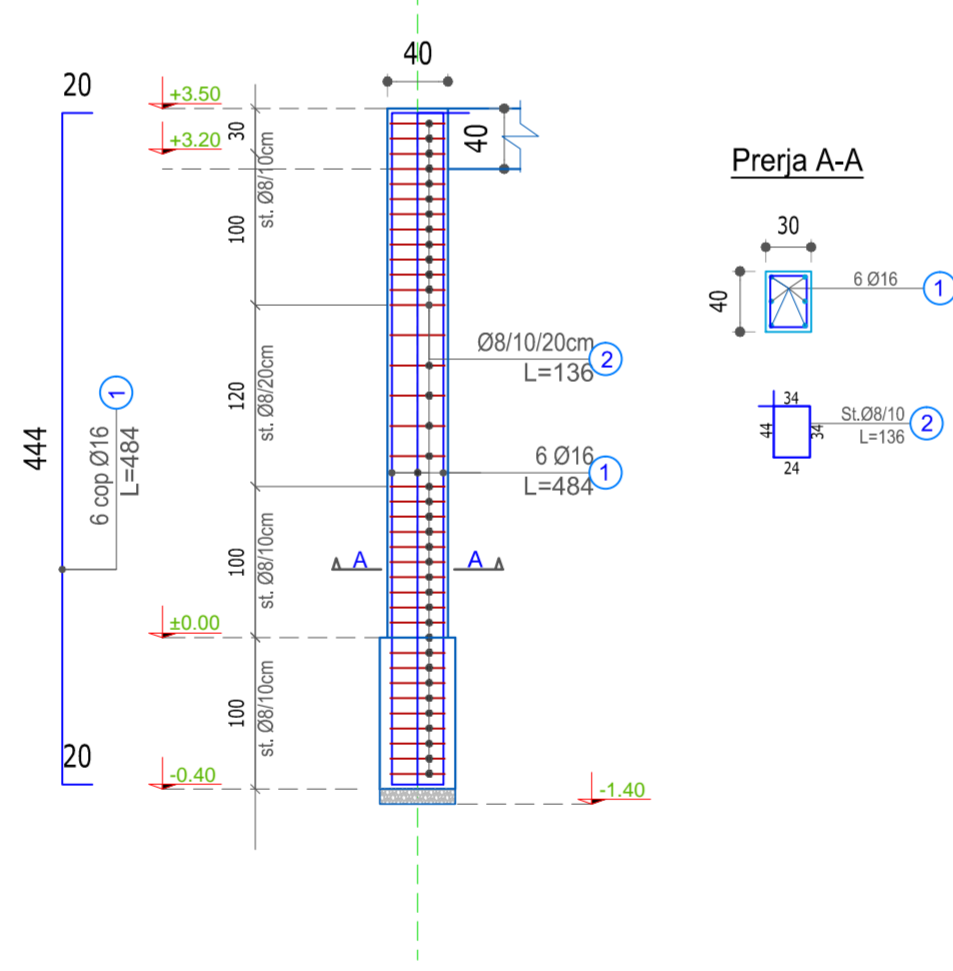 40
20
+3.50
30
st. Ø8/10cm
+3.20
40
100
Prerja A-A
30
40
6 Ø16
1
Ø8/10/20cm
2
L=136
120
st. Ø8/20cm
1
6 cop Ø16
L=484
444
34
44
34
24
St.Ø8/10
L=136
2
6 Ø16
1
L=484
100
st. Ø8/10cm
A
A
±0.00
100
st. Ø8/10cm
20
-0.40
-1.40